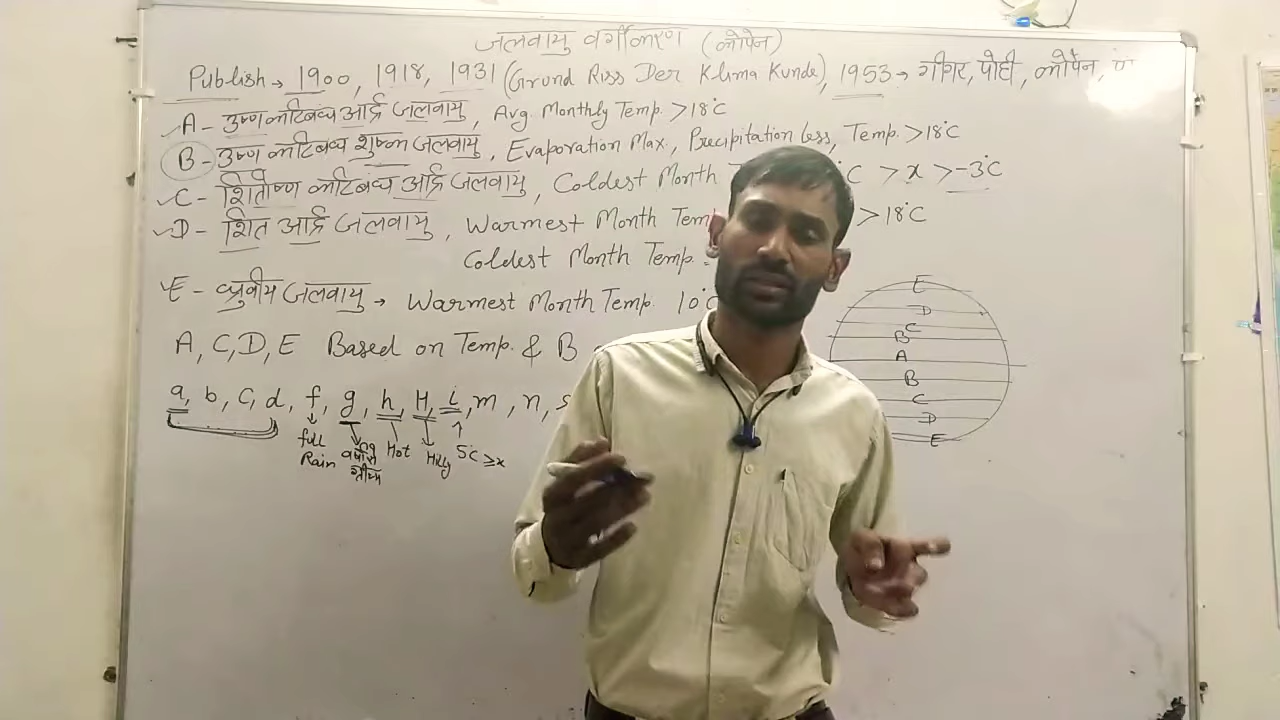 जलवायु वर्गीकरण (कोपेन)
Publish → 1900, 1918, 1931 (Grund Riss Der Klima Kunde), 1953 → गीगर, पोही, कोपेन,
A - उष्ण कटिबन्ध आर्द्र जलवायु, Avg. Monthly Temp. >18°C
B - उष्ण कटिबन्ध शुष्क जलवायु, Evaporation Max., Precipitation less, Temp. >18°C
C - शितोष्ण कटिबन्ध आर्द्र जलवायु, Coldest Month °C > x > -3°C
D - शित आर्द्र जलवायु, Warmest Month Temp >18°C
Coldest Month Temp.
E - ध्रुवीय जलवायु → Warmest Month Temp. 10°C
A, C, D, E Based on Temp. & B
a, b, c, d, f, g, h, H, i, m, n, s
full Rain
वर्षा से ग्रीष्म
Hot
Hilly
5°C ≥ x
E
D
C
B
A
B
C
D
E